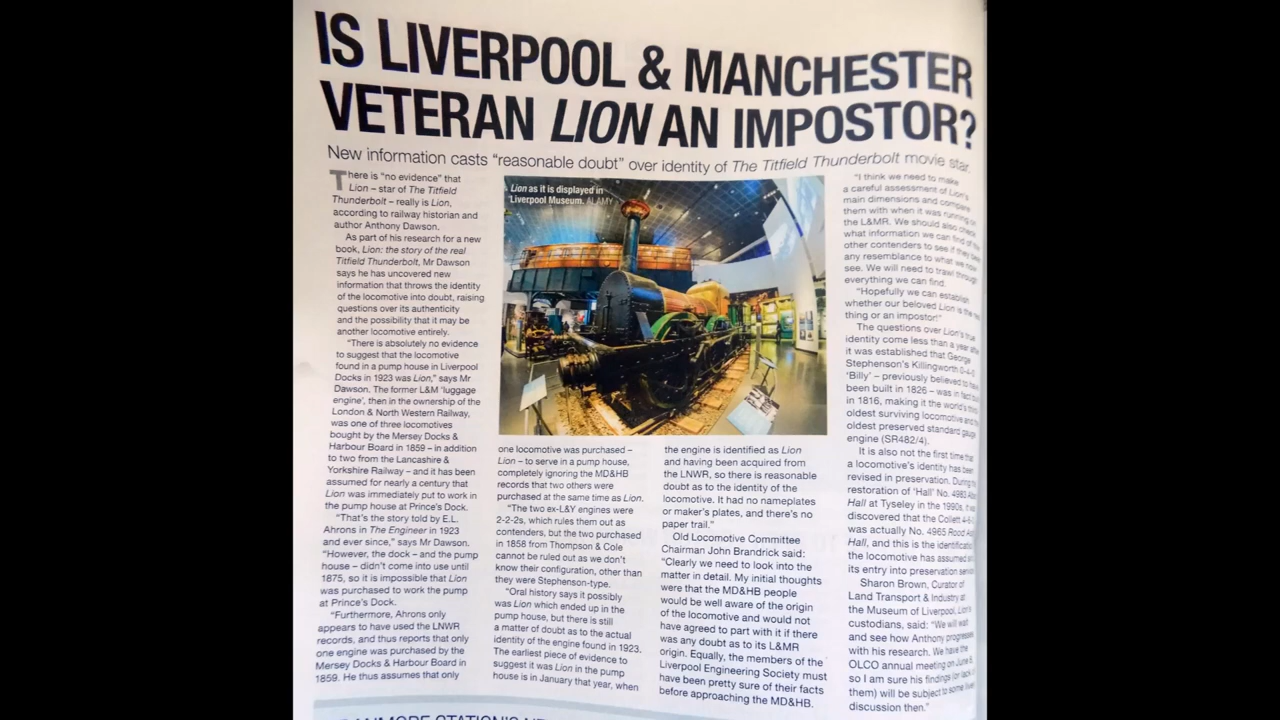 IS LIVERPOOL & MANCHESTER
VETERAN LION AN IMPOSTOR?
New information casts “reasonable doubt” over identity of The Titfield Thunderbolt movie star.
There is “no evidence” that
Lion – star of The Titfield
Thunderbolt – really is Lion,
according to railway historian and
author Anthony Dawson.
As part of his research for a new
book, Lion: the story of the real
Titfield Thunderbolt, Mr Dawson
says he has uncovered new
information that throws the identity
of the locomotive into doubt, raising
questions over its authenticity
and the possibility that it may be
another locomotive entirely.
“There is absolutely no evidence
to suggest that the locomotive
found in a pump house in Liverpool
Docks in 1923 was Lion,” says Mr
Dawson. The former L&M ‘luggage
engine’, then in the ownership of the
London & North Western Railway,
was one of three locomotives
bought by the Mersey Docks &
Harbour Board in 1859 – in addition
to two from the Lancashire &
Yorkshire Railway – and it has been
assumed for nearly a century that
Lion was immediately put to work in
the pump house at Prince’s Dock.
“That’s the story told by E.L.
Ahrons in The Engineer in 1923
and ever since,” says Mr Dawson.
“However, the dock – and the pump
house – didn’t come into use until
1875, so it is impossible that Lion
was purchased to work the pump
at Prince’s Dock.
“Furthermore, Ahrons only
appears to have used the LNWR
records, and thus reports that only
one engine was purchased by the
Mersey Docks & Harbour Board in
1859. He thus assumes that only
Lion as it is displayed in
Liverpool Museum. ALAMY
one locomotive was purchased –
Lion – to serve in a pump house,
completely ignoring the MD&HB
records that two others were
purchased at the same time as Lion.
“The two ex-L&Y engines were
2-2-2s, which rules them out as
contenders, but the two purchased
in 1858 from Thompson & Cole
cannot be ruled out as we don’t
know their configuration, other than
they were Stephenson-type.
“Oral history says it possibly
was Lion which ended up in the
pump house, but there is still
a matter of doubt as to the actual
identity of the engine found in 1923.
The earliest piece of evidence to
suggest it was Lion in the pump
house is in January that year, when
the engine is identified as Lion
and having been acquired from
the LNWR, so there is reasonable
doubt as to the identity of the
locomotive. It had no nameplates
or maker’s plates, and there’s no
paper trail.”
Old Locomotive Committee
Chairman John Brandrick said:
“Clearly we need to look into the
matter in detail. My initial thoughts
were that the MD&HB people
would be well aware of the origin
of the locomotive and would not
have agreed to part with it if there
was any doubt as to its L&MR
origin. Equally, the members of the
Liverpool Engineering Society must
have been pretty sure of their facts
before approaching the MD&HB.
“I think we need to make
a careful assessment of Lion’s
main dimensions and compare
them with when it was running on
the L&MR. We should also check
what information we can find of
other contenders to see if they
any resemblance to what we now
see. We will need to trawl through
everything we can find.
“Hopefully we can establish
whether our beloved Lion is the
thing or an impostor!”
The questions over Lion’s true
identity come less than a year after
it was established that George
Stephenson’s Killingworth 0-4-0
‘Billy’ – previously believed to have
been built in 1826 – was in fact
in 1816, making it the world’s third
oldest surviving locomotive and
oldest preserved standard gauge
engine (SR482/4).
It is also not the first time that
a locomotive’s identity has been
revised in preservation. During
restoration of ‘Hall’ No. 4983
Hall at Tyseley in the 1990s, it was
discovered that the Collett 4-6-0
was actually No. 4965 Rood
Hall, and this is the
the locomotive has assumed
its entry into preservation service
Sharon Brown, Curator of
Land Transport & Industry at
the Museum of Liverpool, Lion’s
custodians, said: “We will wait
and see how Anthony progresses
with his research. We have the
OLCO annual meeting on June
so I am sure his findings (or lack of
them) will be subject to some lively
discussion then.”